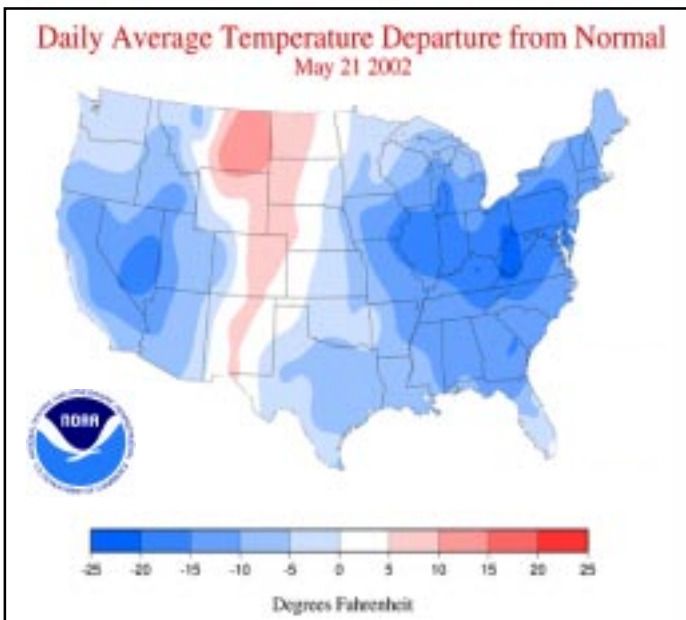 Daily Average Temperature Departure from Normal
May 21 2002
NOAA
-25 -20 -15 -10 -5 0 5 10 15 20 25
Degrees Fahrenheit